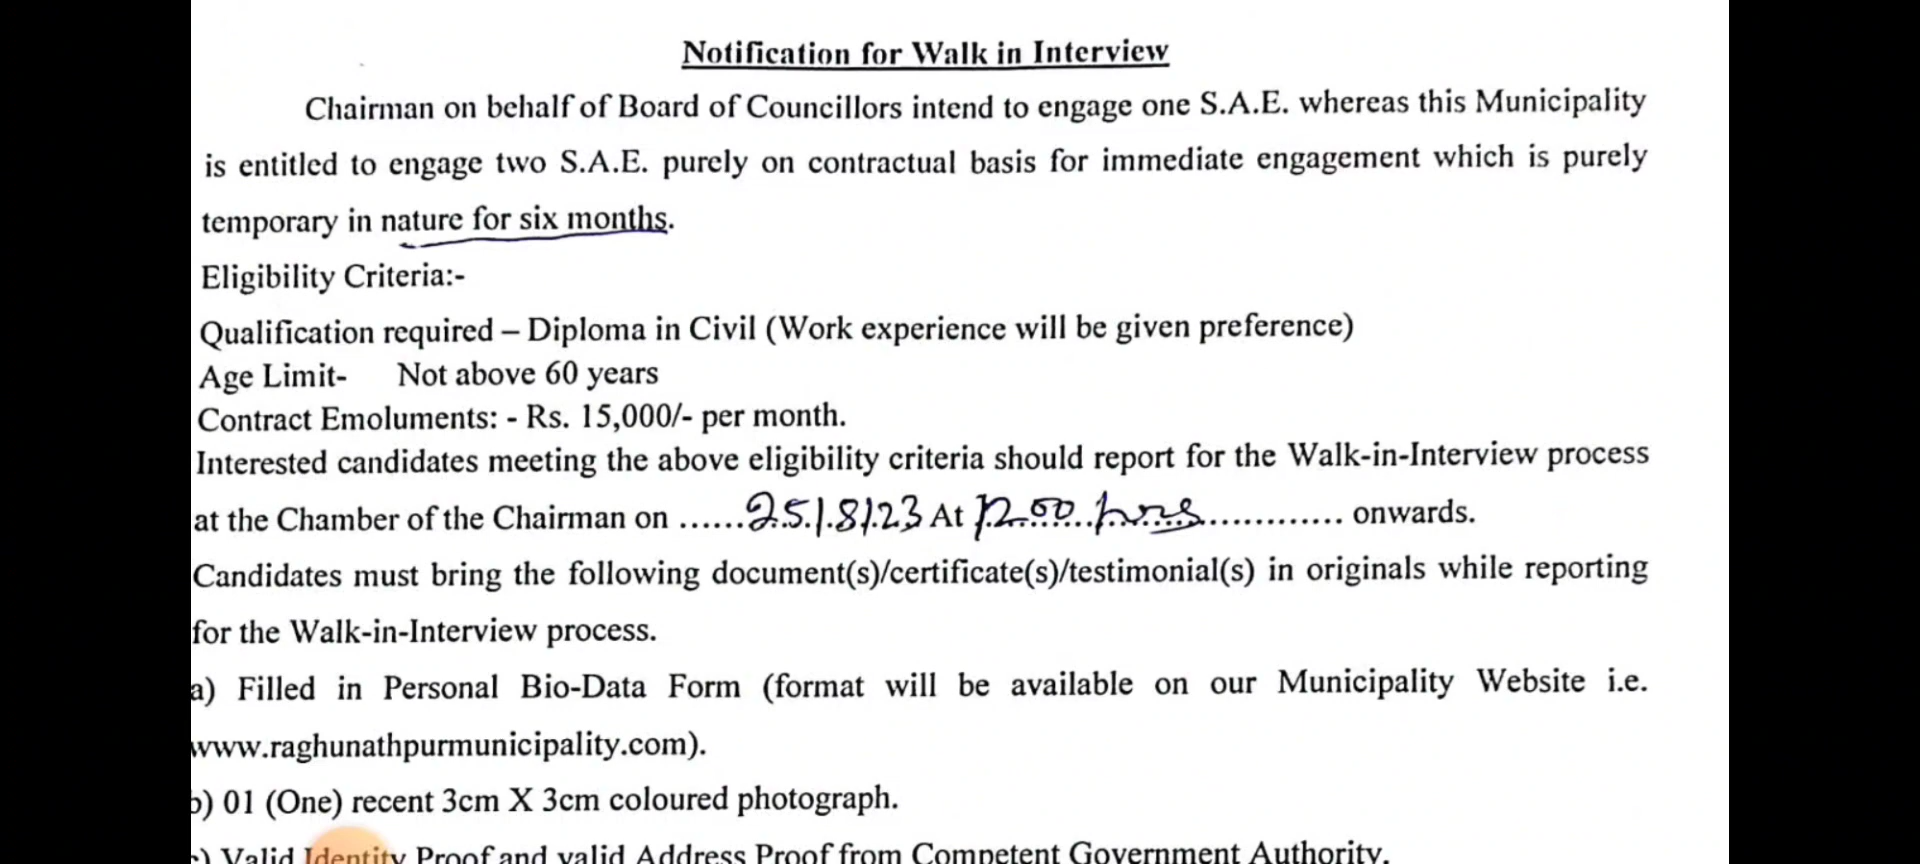 Notification for Walk in Interview
Chairman on behalf of Board of Councillors intend to engage one S.A.E. whereas this Municipality
is entitled to engage two S.A.E. purely on contractual basis for immediate engagement which is purely
temporary in nature for six months.
Eligibility Criteria:-
Qualification required – Diploma in Civil (Work experience will be given preference)
Age Limit- Not above 60 years
Contract Emoluments: - Rs. 15,000/- per month.
Interested candidates meeting the above eligibility criteria should report for the Walk-in-Interview process
at the Chamber of the Chairman on ......25/8/23 At 12.00 hrs.............. onwards.
Candidates must bring the following document(s)/certificate(s)/testimonial(s) in originals while reporting
for the Walk-in-Interview process.
a) Filled in Personal Bio-Data Form (format will be available on our Municipality Website i.e.
www.raghunathpurmunicipality.com).
b) 01 (One) recent 3cm X 3cm coloured photograph.
c) Valid Identity Proof and valid Address Proof from Competent Government Authority.